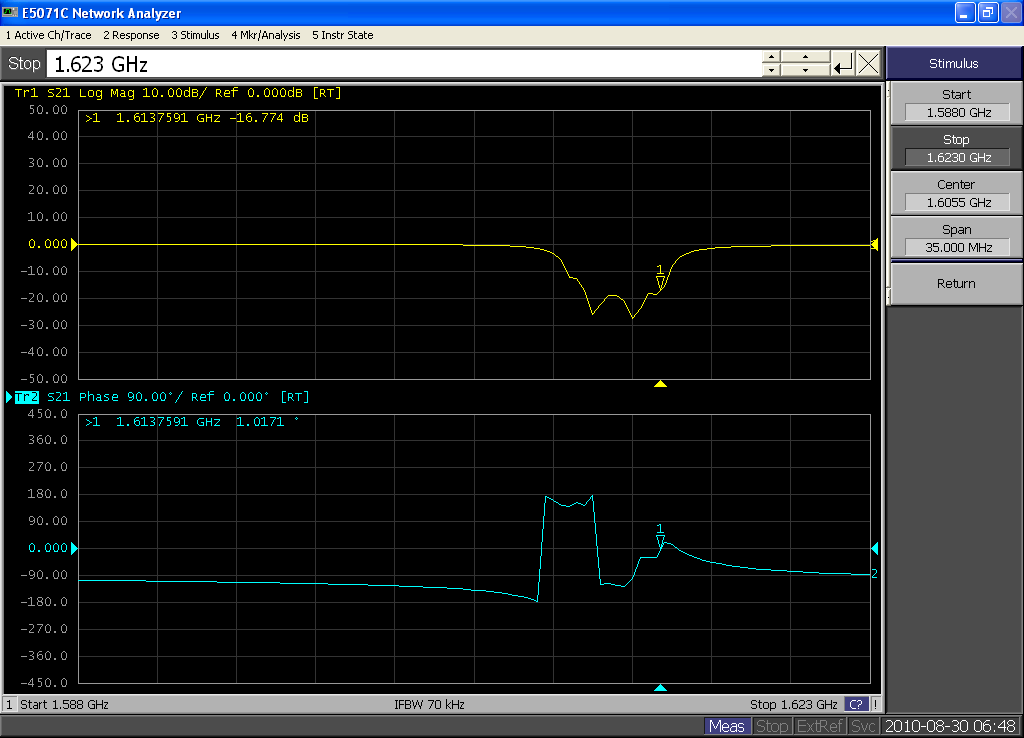 E5071C Network Analyzer
1 Active Ch/Trace 2 Response 3 Stimulus 4 Mkr/Analysis 5 Instr State
Stop 1.623 GHz
Stimulus
Start
1.5880 GHz
Stop
1.6230 GHz
Center
1.6055 GHz
Span
35.000 MHz
Return
Tr1 S21 Log Mag 10.00dB/ Ref 0.000dB [RT]
50.00
>1 1.6137591 GHz -16.774 dB
40.00
30.00
20.00
10.00
0.000
-10.00
1
-20.00
-30.00
-40.00
-50.00
Tr2 S21 Phase 90.00°/ Ref 0.000° [RT]
450.0
>1 1.6137591 GHz 1.0171 °
360.0
270.0
180.0
90.00
1
0.000
-90.00
2
-180.0
-270.0
-360.0
-450.0
1 Start 1.588 GHz IFBW 70 kHz Stop 1.623 GHz C? !
Meas Stop ExtRef Svc 2010-08-30 06:48